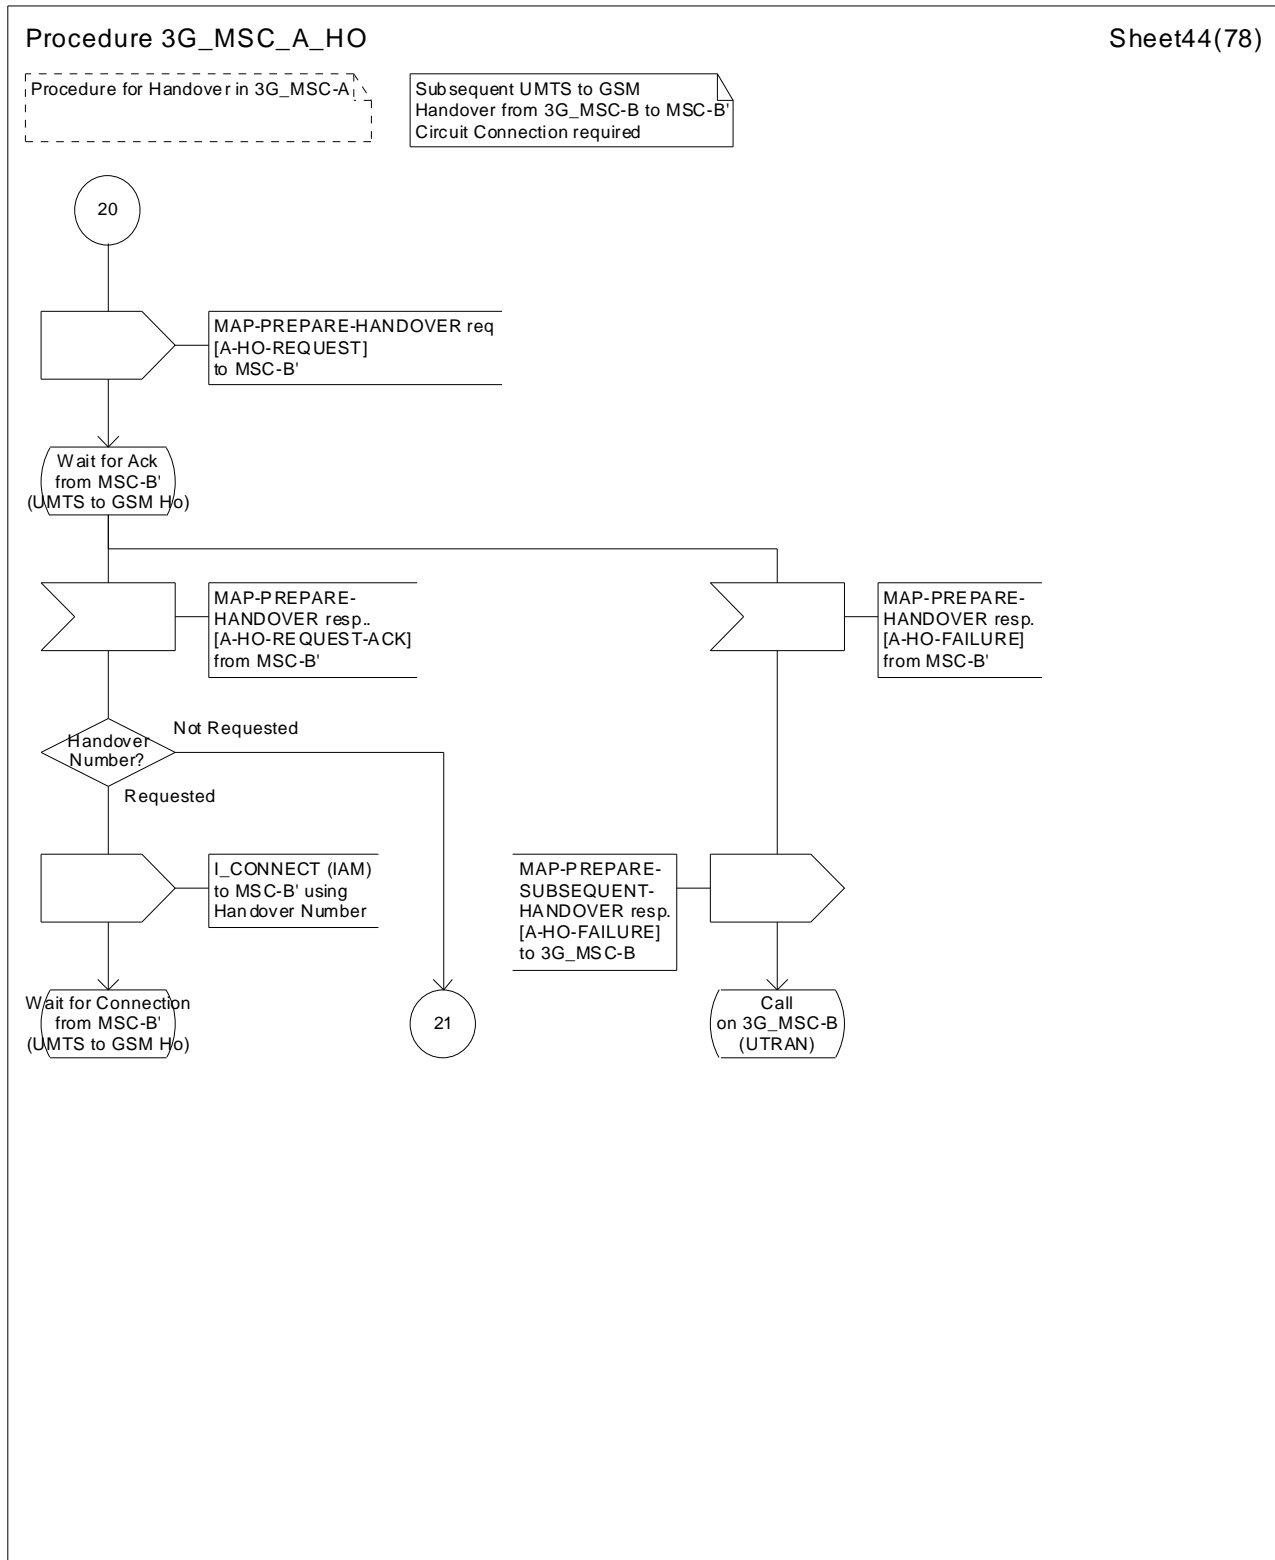 Procedure 3G_MSC_A_HO
Sheet44(78)
Procedure for Handover in 3G_MSC-A
Subsequent UMTS to GSM
Handover from 3G_MSC-B to MSC-B'
Circuit Connection required
20
MAP-PREPARE-HANDOVER req
[A-HO-REQUEST]
to MSC-B'
Wait for Ack
from MSC-B'
(UMTS to GSM Ho)
MAP-PREPARE-
HANDOVER resp..
[A-HO-REQUEST-ACK]
from MSC-B'
MAP-PREPARE-
HANDOVER resp.
[A-HO-FAILURE]
from MSC-B'
Handover
Number?
Not Requested
Requested
I_CONNECT (IAM)
to MSC-B' using
Handover Number
MAP-PREPARE-
SUBSEQUENT-
HANDOVER resp.
[A-HO-FAILURE]
to 3G_MSC-B
Wait for Connection
from MSC-B'
(UMTS to GSM Ho)
21
Call
on 3G_MSC-B
(UTRAN)